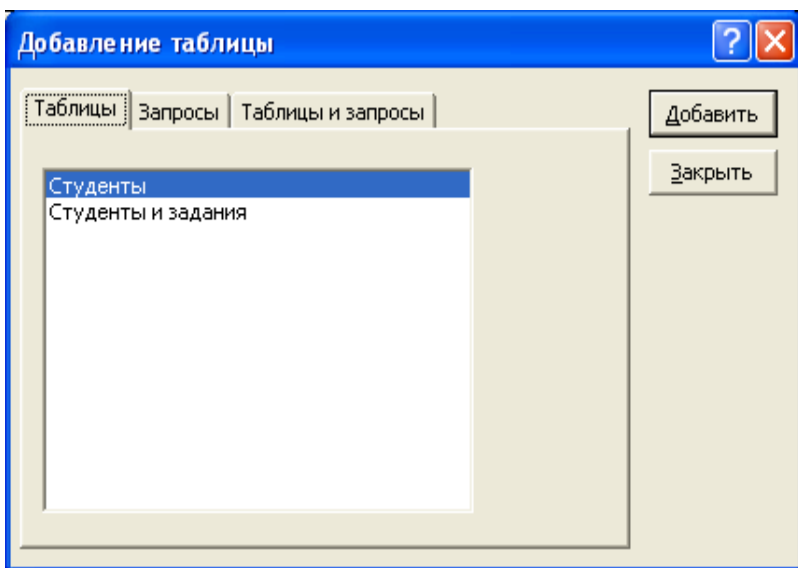 Добавление таблицы
Таблицы Запросы Таблицы и запросы
Добавить
Студенты
Закрыть
Студенты и задания